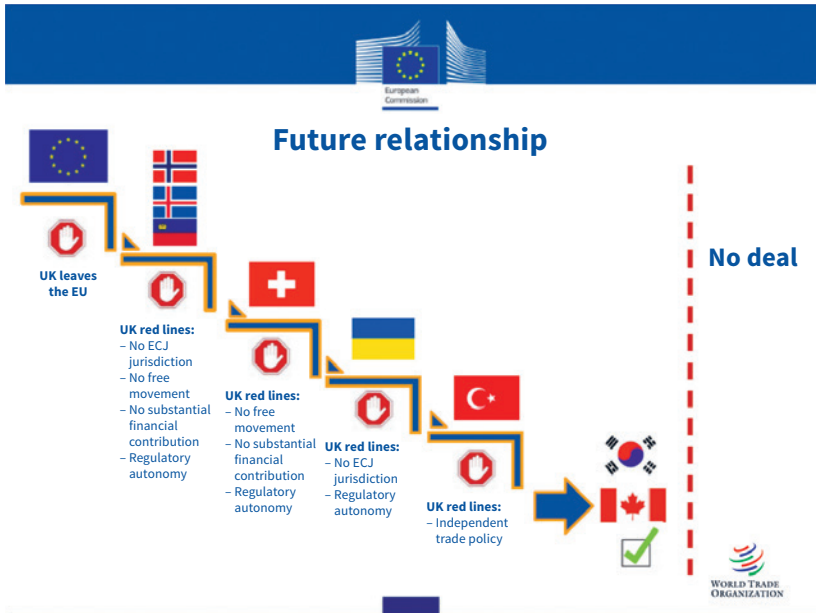 European
Commission
Future relationship
UK leaves
the EU
UK red lines:
– No ECJ
jurisdiction
– No free
movement
– No substantial
financial
contribution
– Regulatory
autonomy
UK red lines:
– No free
movement
– No substantial
financial
contribution
– Regulatory
autonomy
UK red lines:
– No ECJ
jurisdiction
– Regulatory
autonomy
UK red lines:
– Independent
trade policy
No deal
WORLD TRADE
ORGANIZATION